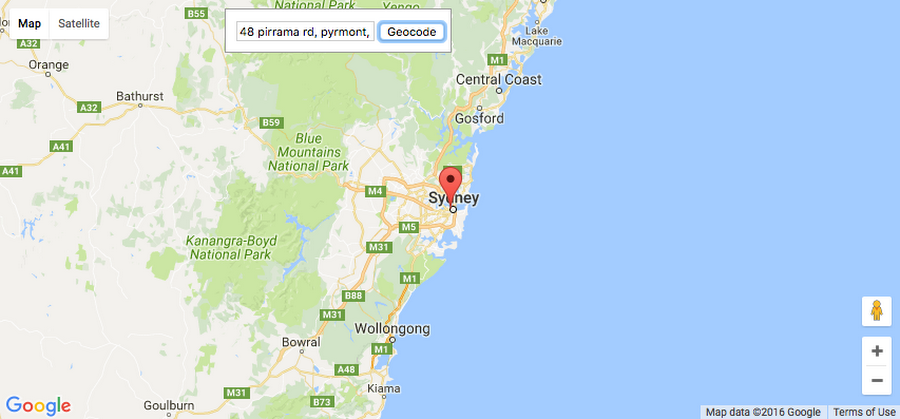 Map
Satellite
48 pirrama rd, pyrmont,
Geocode
B55
Yengo
Lake
Macquarie
A32
Orange
M1
Central Coast
Bathurst
A32
Gosford
B59
Blue
Mountains
National Park
A41
A41
M4
Sydney
M5
Kanangra-Boyd
National Park
M31
M1
B88
M31
Wollongong
Bowral
M1
A48
Kiama
M31
B73
Goulburn
Google
Map data ©2016 Google
Terms of Use